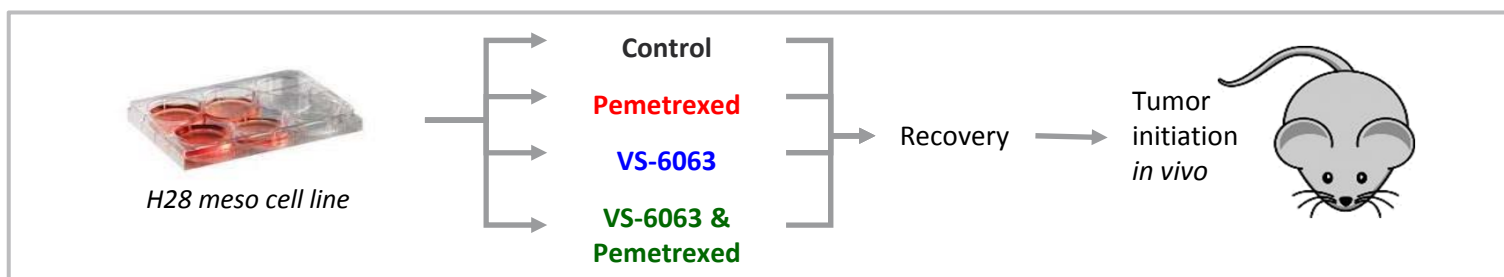 H28 meso cell line
Control
Pemetrexed
VS-6063
VS-6063 &
Pemetrexed
Recovery
Tumor
initiation
in vivo